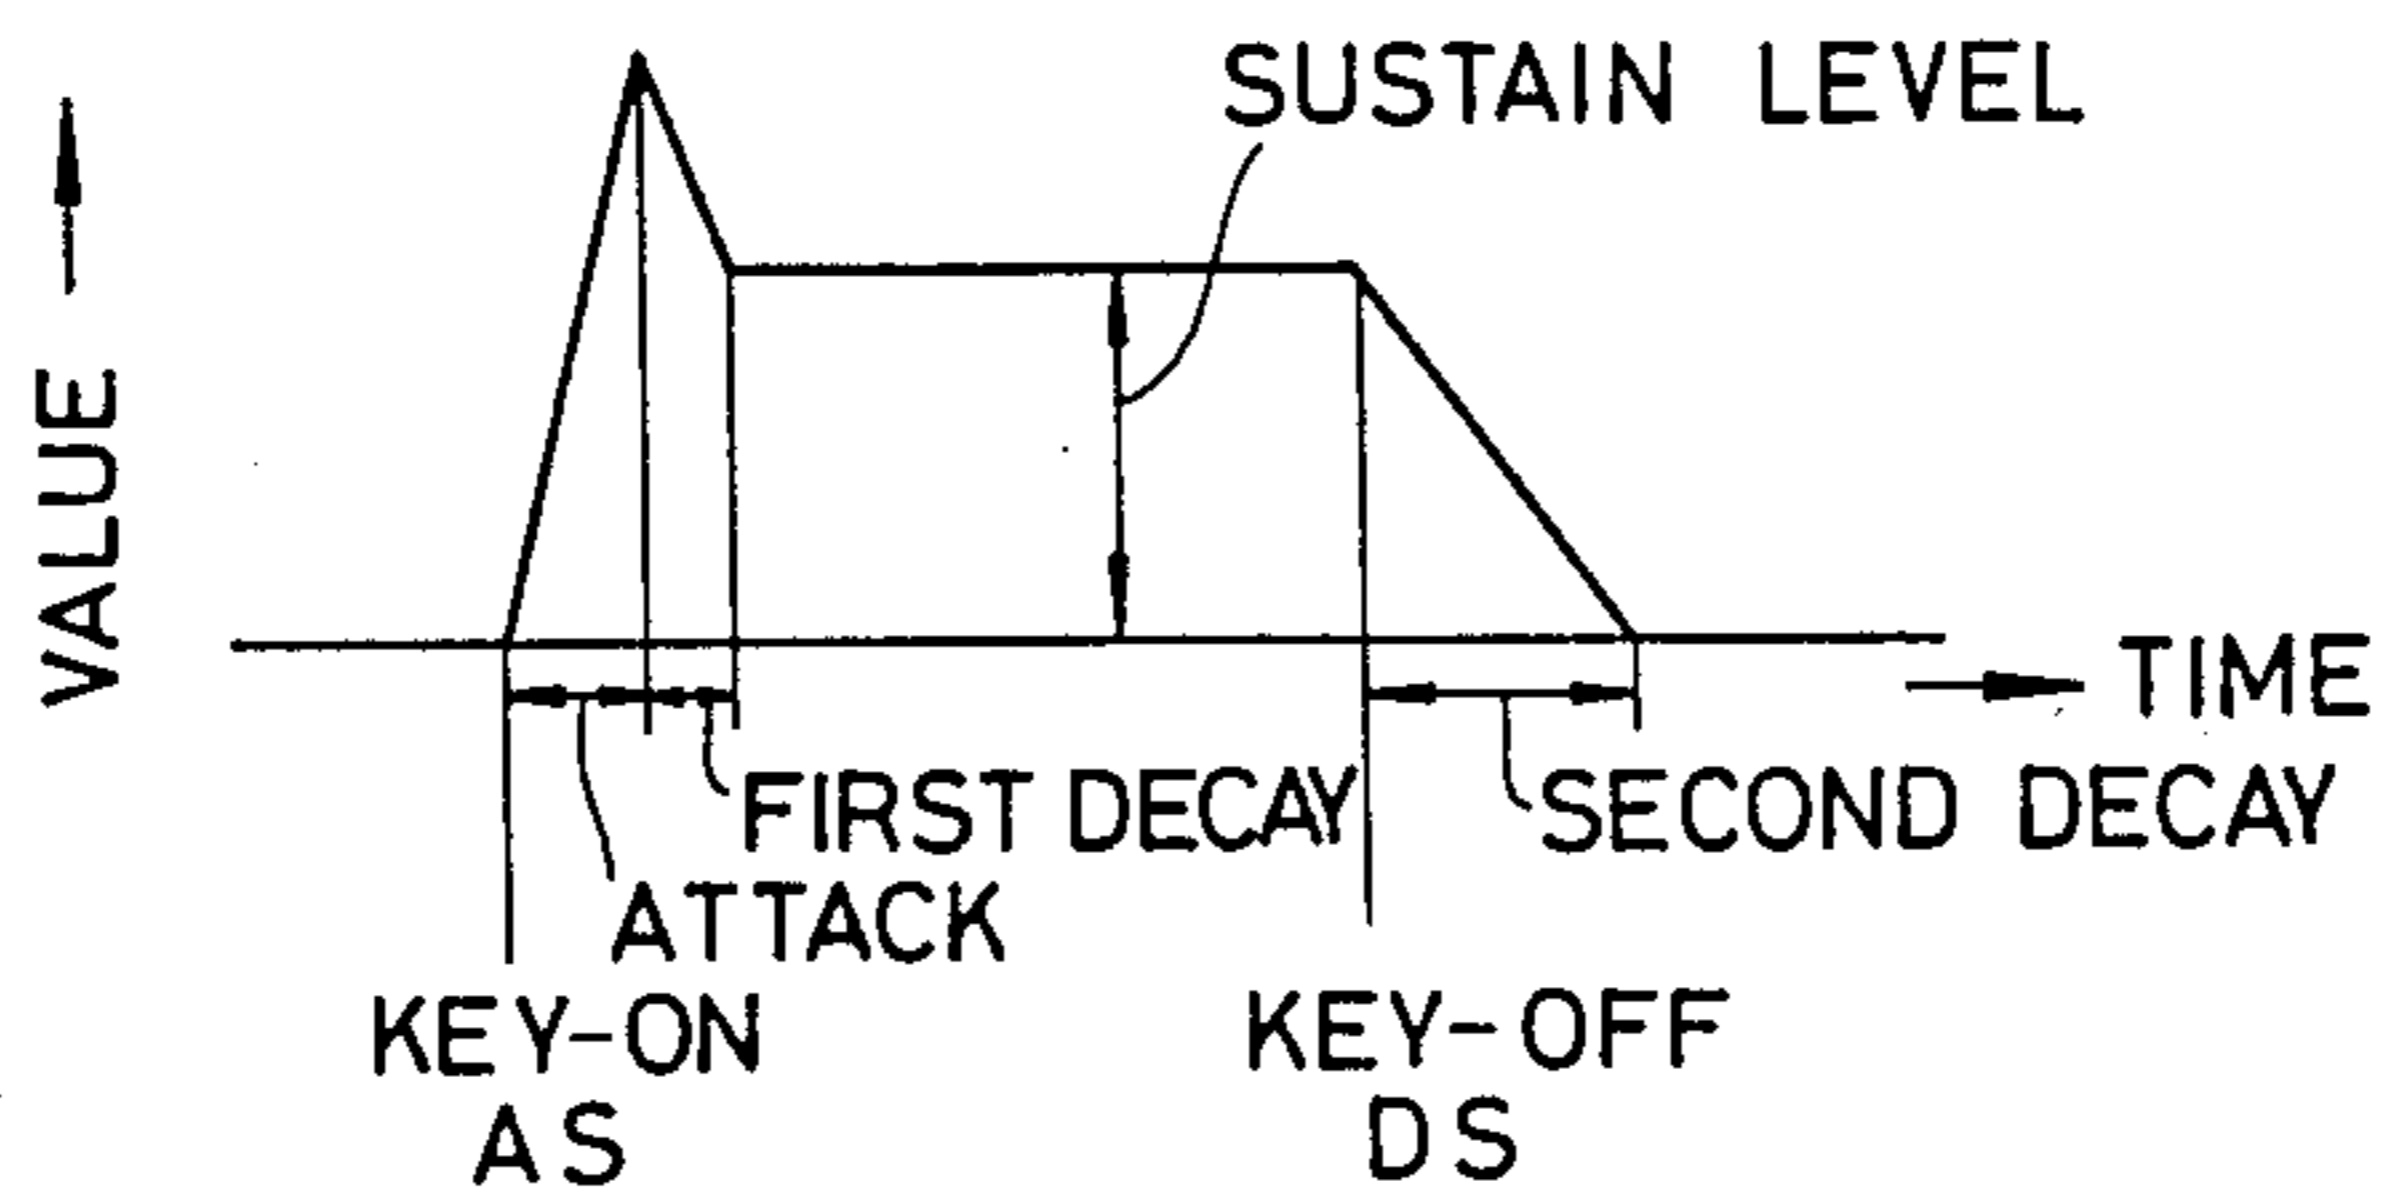 SUSTAIN LEVEL
VALUE
TIME
FIRST DECAY
SECOND DECAY
ATTACK
KEY-ON
AS
KEY-OFF
DS